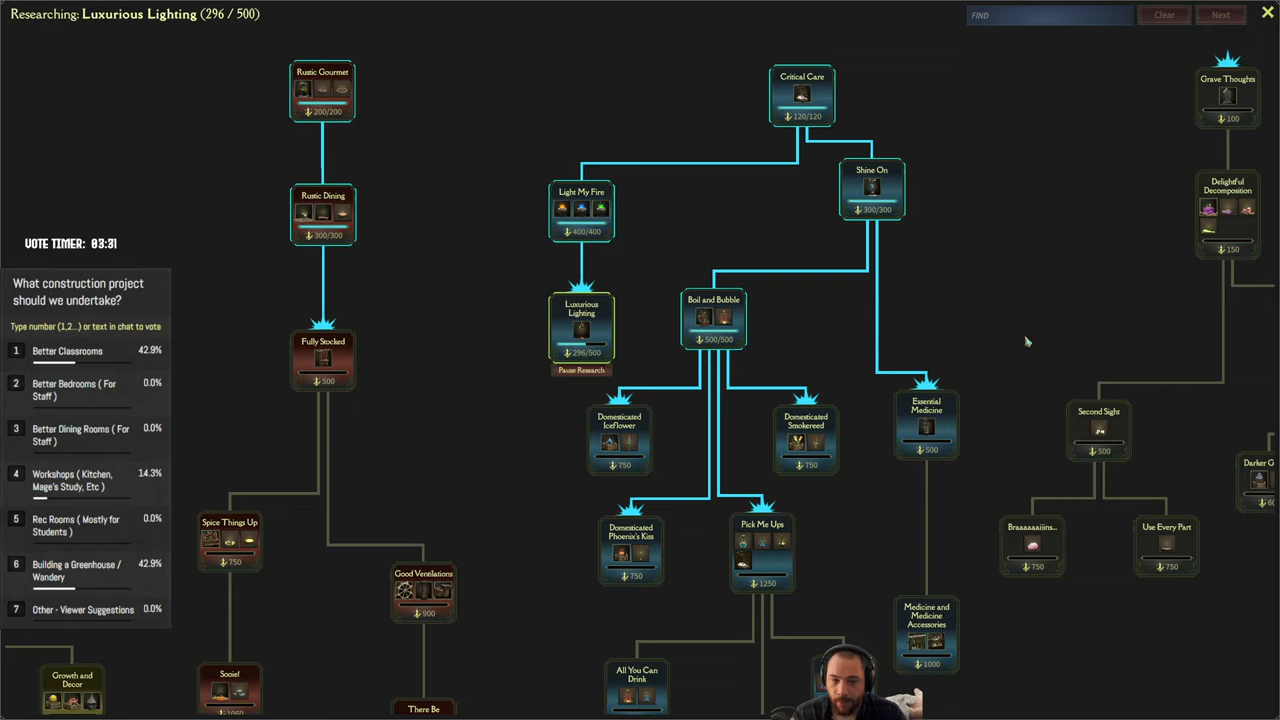 Researching: Luxurious Lighting (296 / 500)
FIND
Clear
Next
Rustic Gourmet
200/200
Critical Care
120/120
Grave Thoughts
100
Shine On
300/300
Light My Fire
400/400
Rustic Dining
300/300
Delightful
Decomposition
150
VOTE TIMER: 03:31
What construction project
should we undertake?
Type number (1,2...) or text in chat to vote
1 Better Classrooms 42.9%
2 Better Bedrooms ( For
Staff ) 0.0%
3 Better Dining Rooms ( For
Staff ) 0.0%
4 Workshops ( Kitchen,
Mage's Study, Etc ) 14.3%
5 Rec Rooms ( Mostly for
Students ) 0.0%
6 Building a Greenhouse /
Wandery 42.9%
7 Other - Viewer Suggestions 0.0%
Luxurious
Lighting
296/500
Pause Research
Boil and Bubble
500/500
Fully Stocked
500
Domesticated
Iceflower
750
Domesticated
Smokereed
750
Essential
Medicine
500
Second Sight
500
Darker G
60
Spice Things Up
750
Domesticated
Phoenix's Kiss
750
Pick Me Ups
1250
Braaaaaaiiins...
750
Use Every Part
750
Good Ventilations
900
Medicine and
Medicine
Accessories
1000
Growth and
Decor
Sooie!
All You Can
Drink
There Be